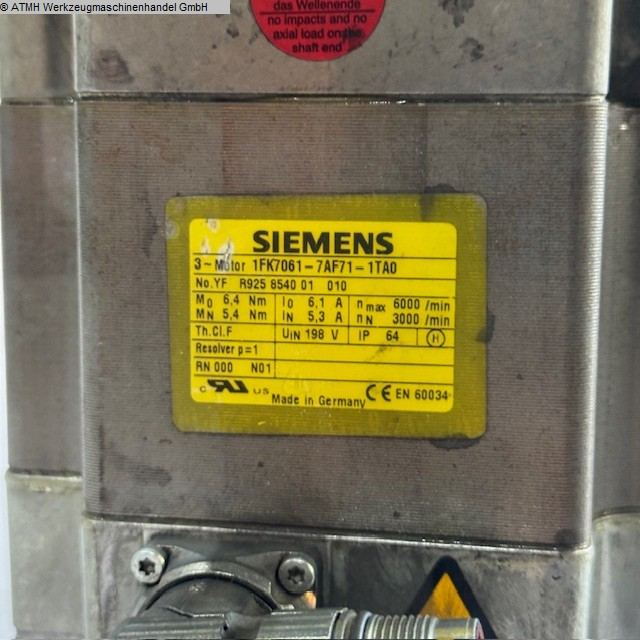 © ATMH Werkzeugmaschinenhandel GmbH
das Wellenende
no impacts and no
axial load on the
shaft end
SIEMENS
3~Motor 1FK7061-7AF71-1TA0
No.YF R925 8540 01 010
M0 6,4 Nm I0 6,1 A nmax 6000 /min
MN 5,4 Nm IN 5,3 A nN 3000 /min
Th.Cl.F UIN 198 V IP 64 H
Resolver p=1
RN 000 N01
c RU US CE EN 60034
Made in Germany